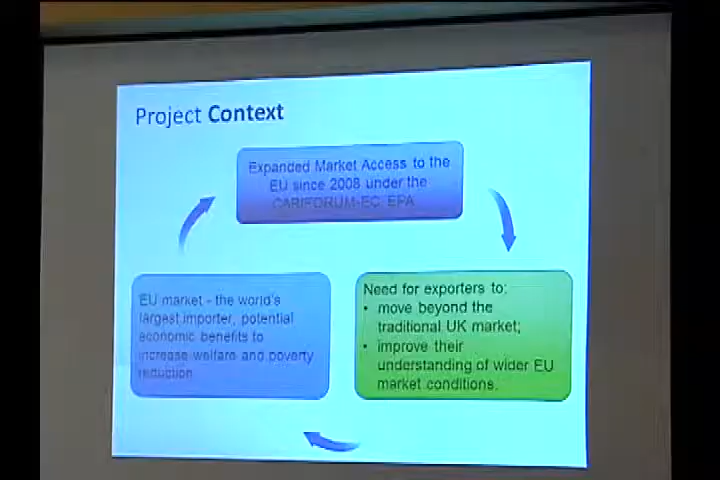 Project Context
Expanded Market Access to the
EU since 2008 under the
CARIFORUM-EC EPA
EU market - the world's
largest importer, potential
economic benefits to
increase welfare and poverty
reduction.
Need for exporters to:
• move beyond the
traditional UK market;
• improve their
understanding of wider EU
market conditions.